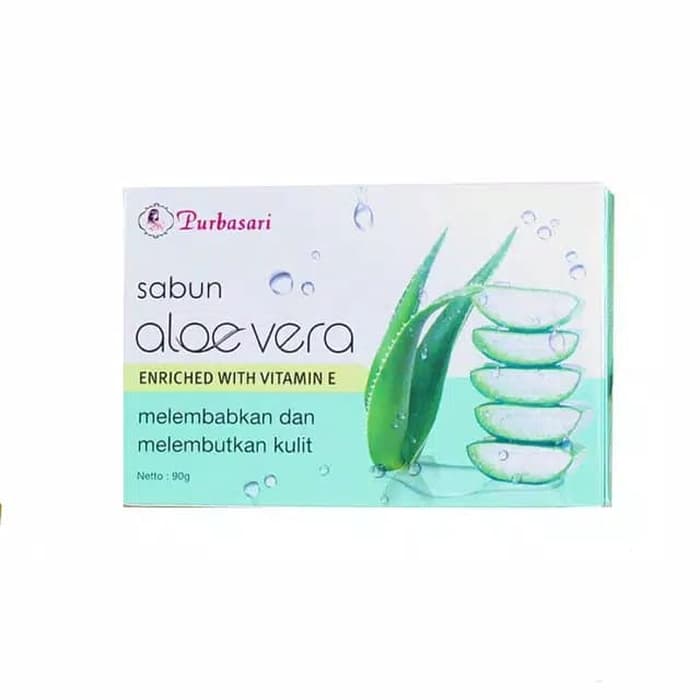 Purbasari
sabun
aloe vera
ENRICHED WITH VITAMIN E
melembabkan dan
melembutkan kulit
Netto : 90g